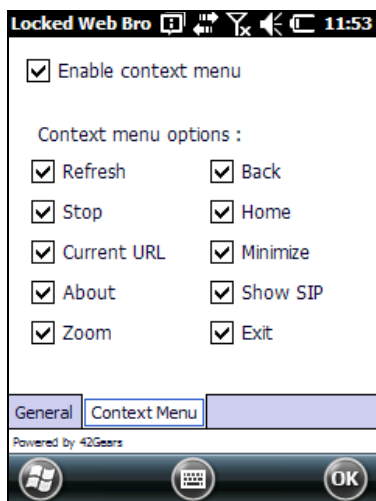 Locked Web Bro 11:53
Enable context menu
Context menu options :
Refresh Back
Stop Home
Current URL Minimize
About Show SIP
Zoom Exit
General Context Menu
Powered by 42Gears
OK